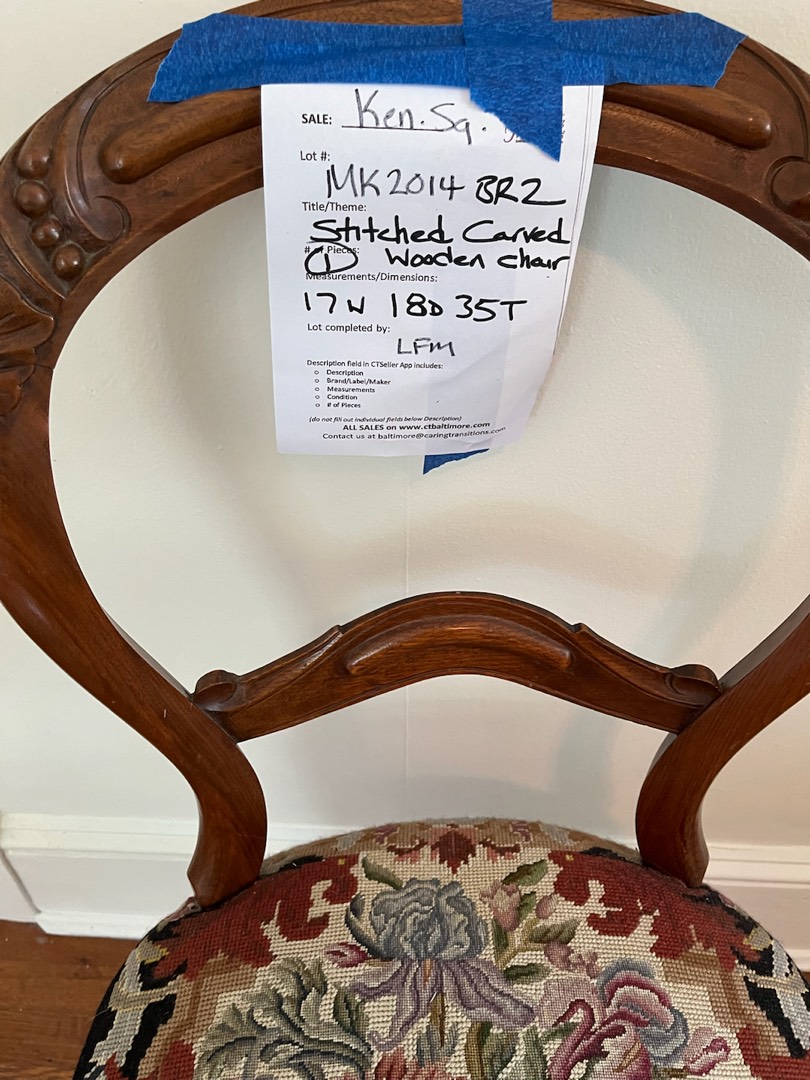 SALE: Ken. Sq.
Lot #:
MK2014 BR2
Title/Theme:
Stitched Carved
# of Pieces: Wooden chair
1
Measurements/Dimensions:
17W 18D 35T
Lot completed by:
LFM
Description field in CTSeller App includes:
o Description
o Brand/Label/Maker
o Measurements
o Condition
o # of Pieces
(do not fill out individual fields below Description)
ALL SALES on www.ctbaltimore.com
Contact us at baltimore@caringtransitions.com